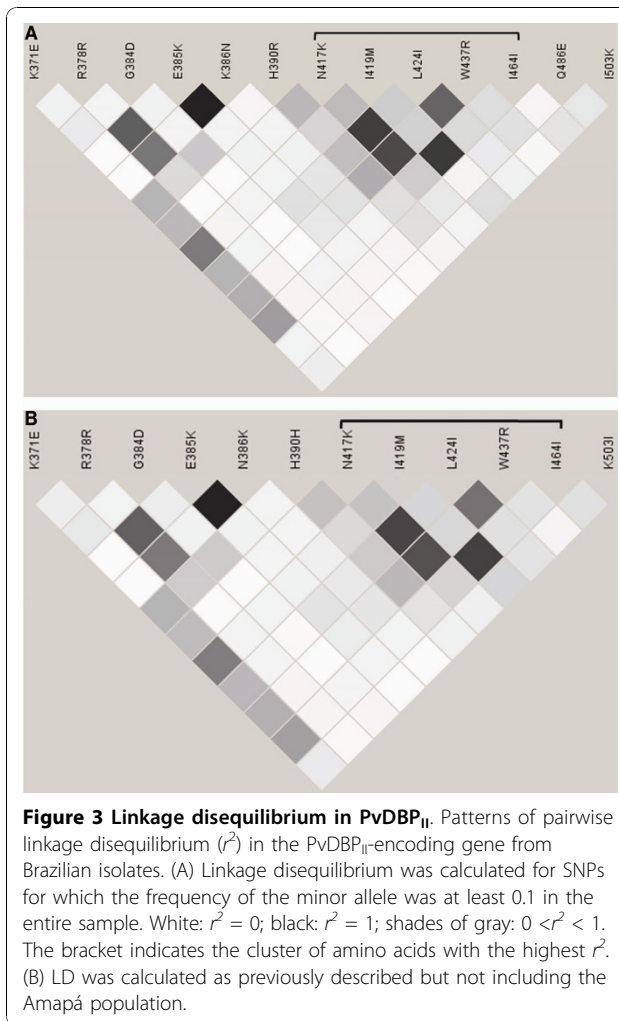 A
K371E R378R G384D E385K K386N H390R N417K I419M L424I W437R I464I Q486E I503K
B
K371E R378R G384D E385K N386K H390H N417K I419M L424I W437R I464I K503I
Figure 3 Linkage disequilibrium in PvDBPII. Patterns of pairwise
linkage disequilibrium (r2) in the PvDBPII-encoding gene from
Brazilian isolates. (A) Linkage disequilibrium was calculated for SNPs
for which the frequency of the minor allele was at least 0.1 in the
entire sample. White: r2 = 0; black: r2 = 1; shades of gray: 0 <r2 < 1.
The bracket indicates the cluster of amino acids with the highest r2.
(B) LD was calculated as previously described but not including the
Amapá population.